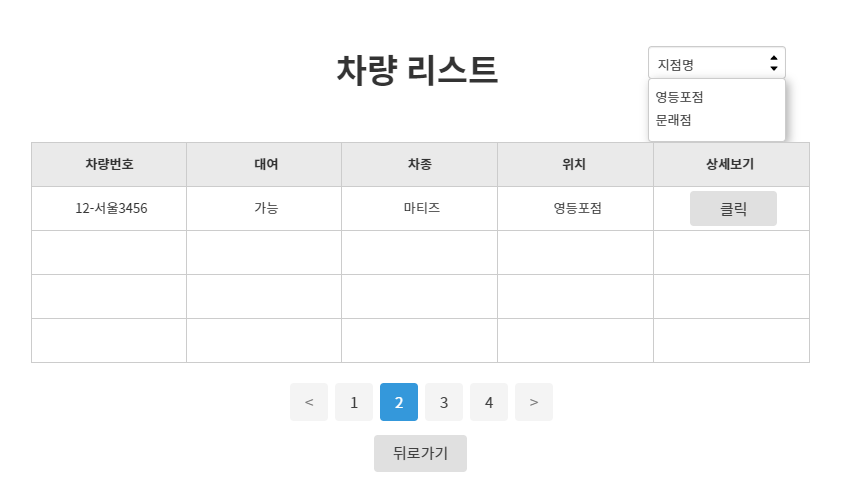 차량 리스트
지점명
영등포점
문래점
차량번호 대여 차종 위치 상세보기
12-서울3456 가능 마티즈 영등포점 클릭
< 1 2 3 4 >
뒤로가기